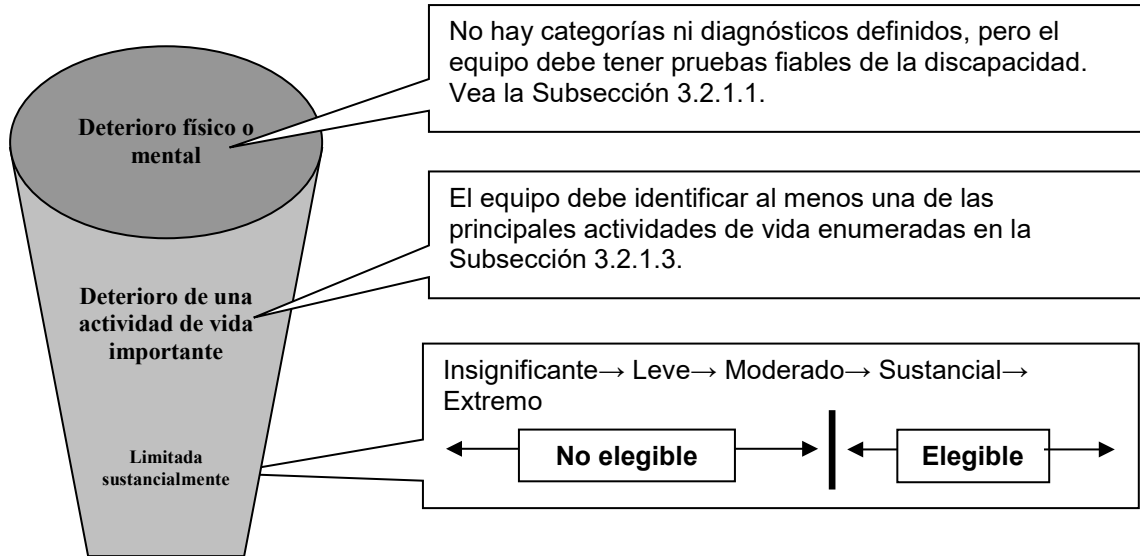 No hay categorías ni diagnósticos definidos, pero el
equipo debe tener pruebas fiables de la discapacidad.
Vea la Subsección 3.2.1.1.
Deterioro físico o
mental
El equipo debe identificar al menos una de las
principales actividades de vida enumeradas en la
Subsección 3.2.1.3.
Deterioro de una
actividad de vida
importante
Insignificante→ Leve→ Moderado→ Sustancial→
Extremo
No elegible
Elegible
Limitada
sustancialmente